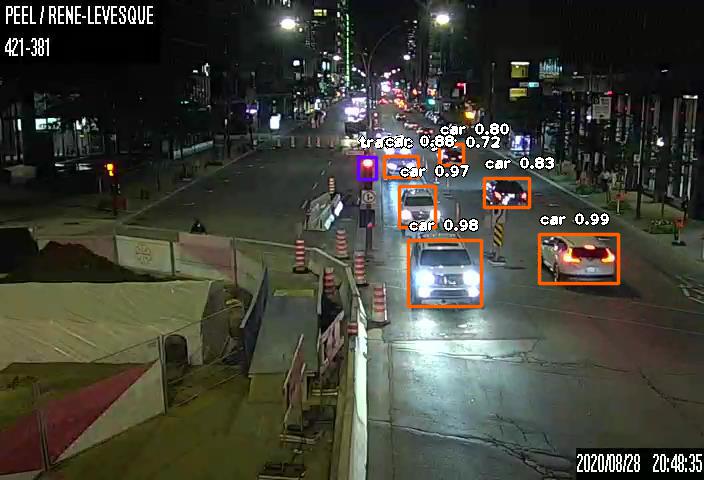 PEEL / RENE-LEVESQUE
421-381
car 0.80
car 0.88
0.72
car 0.83
car 0.97
car 0.99
car 0.98
2020/08/28 20:48:35